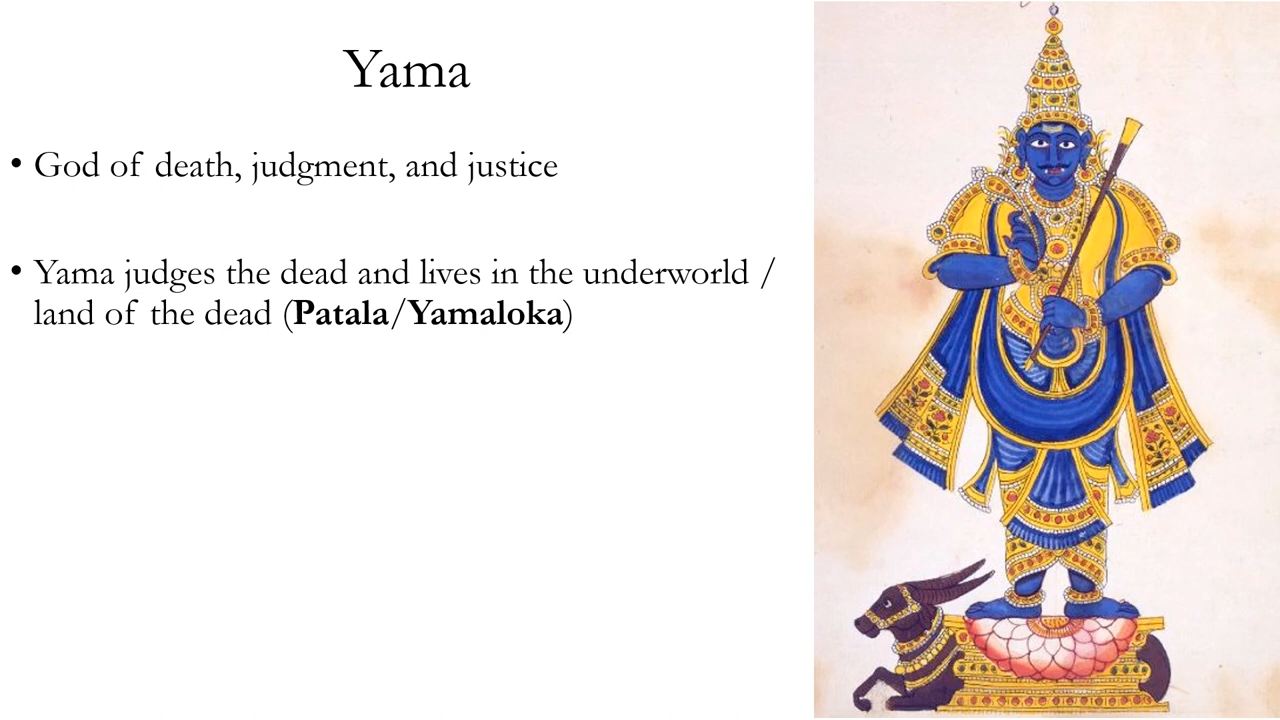 Yama
• God of death, judgment, and justice
• Yama judges the dead and lives in the underworld /
land of the dead (Patala/Yamaloka)